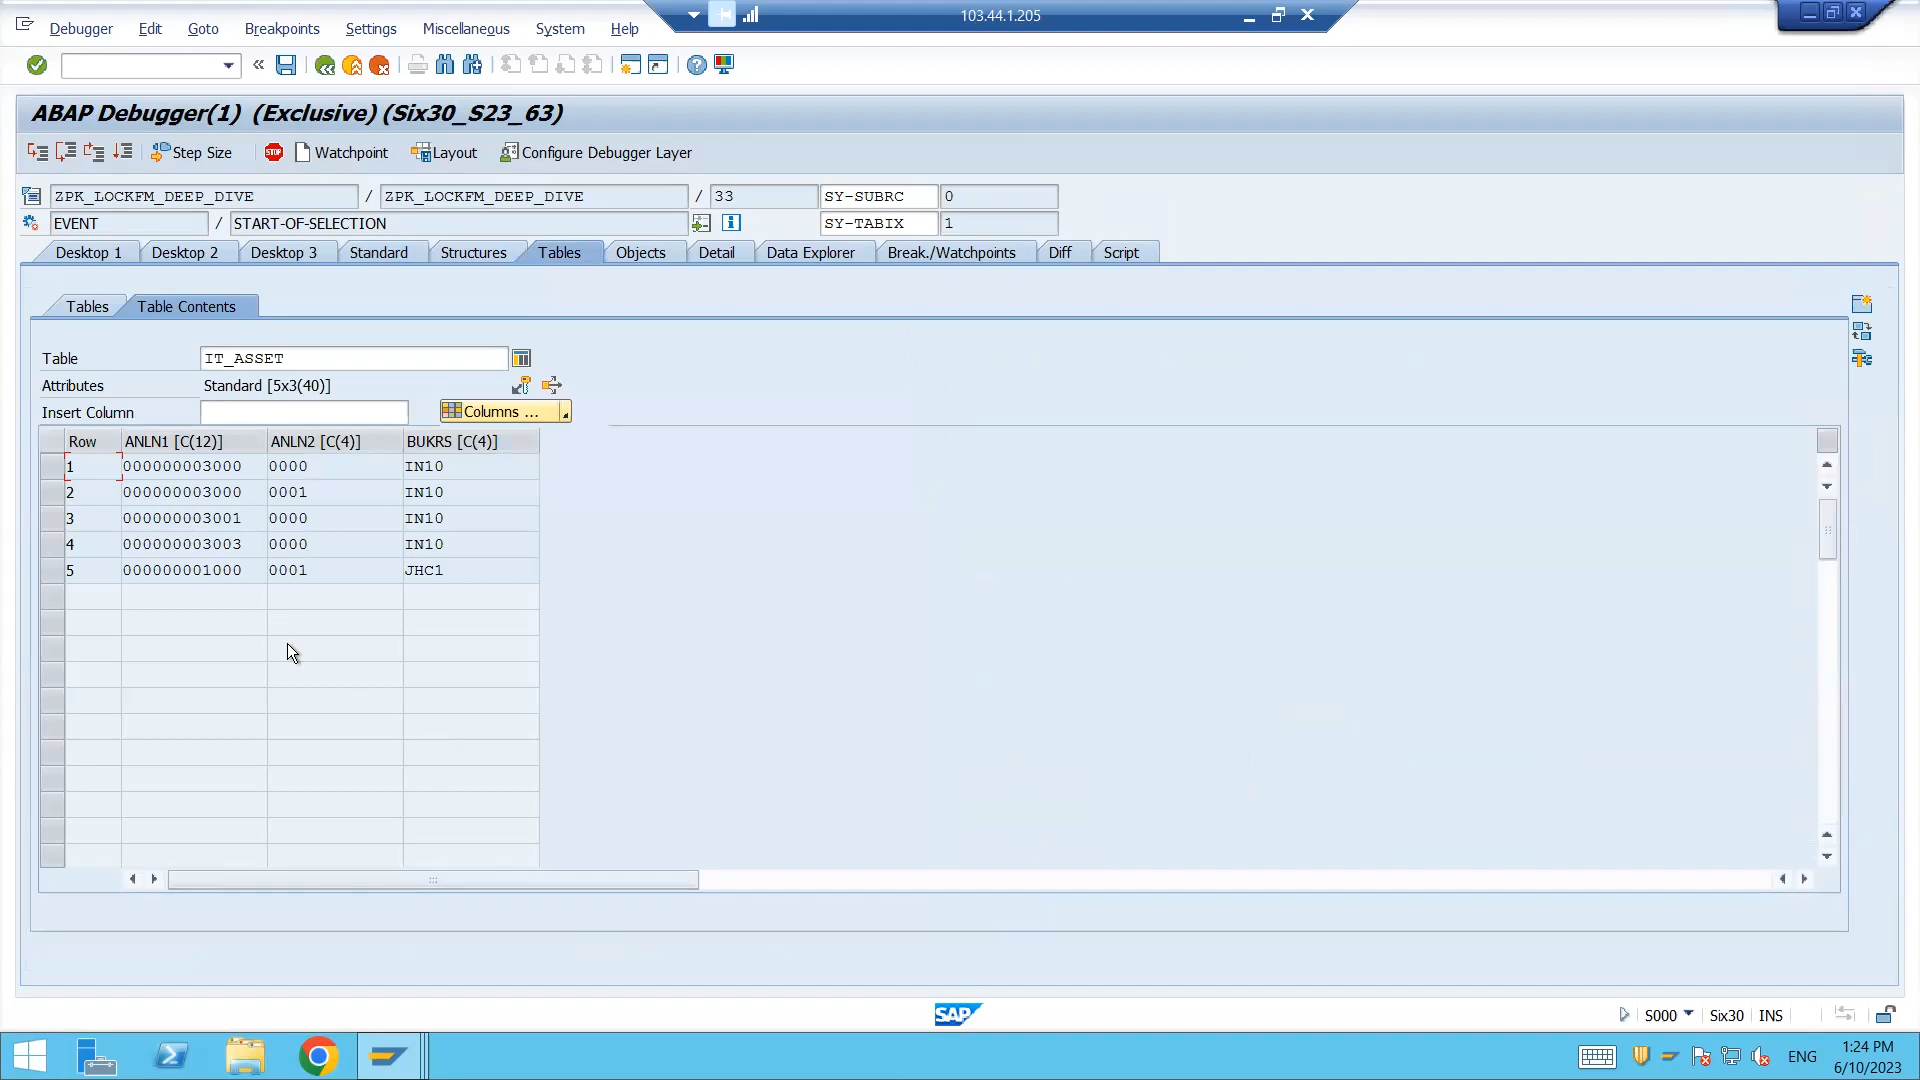 103.44.1.205
Debugger Edit Goto Breakpoints Settings Miscellaneous System Help
ABAP Debugger(1) (Exclusive) (Six30_S23_63)
Step Size STOP Watchpoint Layout Configure Debugger Layer
ZPK_LOCKFM_DEEP_DIVE / ZPK_LOCKFM_DEEP_DIVE / 33 SY-SUBRC 0
EVENT / START-OF-SELECTION SY-TABIX 1
Desktop 1 Desktop 2 Desktop 3 Standard Structures Tables Objects Detail Data Explorer Break./Watchpoints Diff Script
Tables Table Contents
Table IT_ASSET
Attributes Standard [5x3(40)]
Insert Column Columns ...
Row ANLN1 [C(12)] ANLN2 [C(4)] BUKRS [C(4)]
1 000000003000 0000 IN10
2 000000003000 0001 IN10
3 000000003001 0000 IN10
4 000000003003 0000 IN10
5 000000001000 0001 JHC1
SAP
S000 Six30 INS
ENG
1:24 PM
6/10/2023